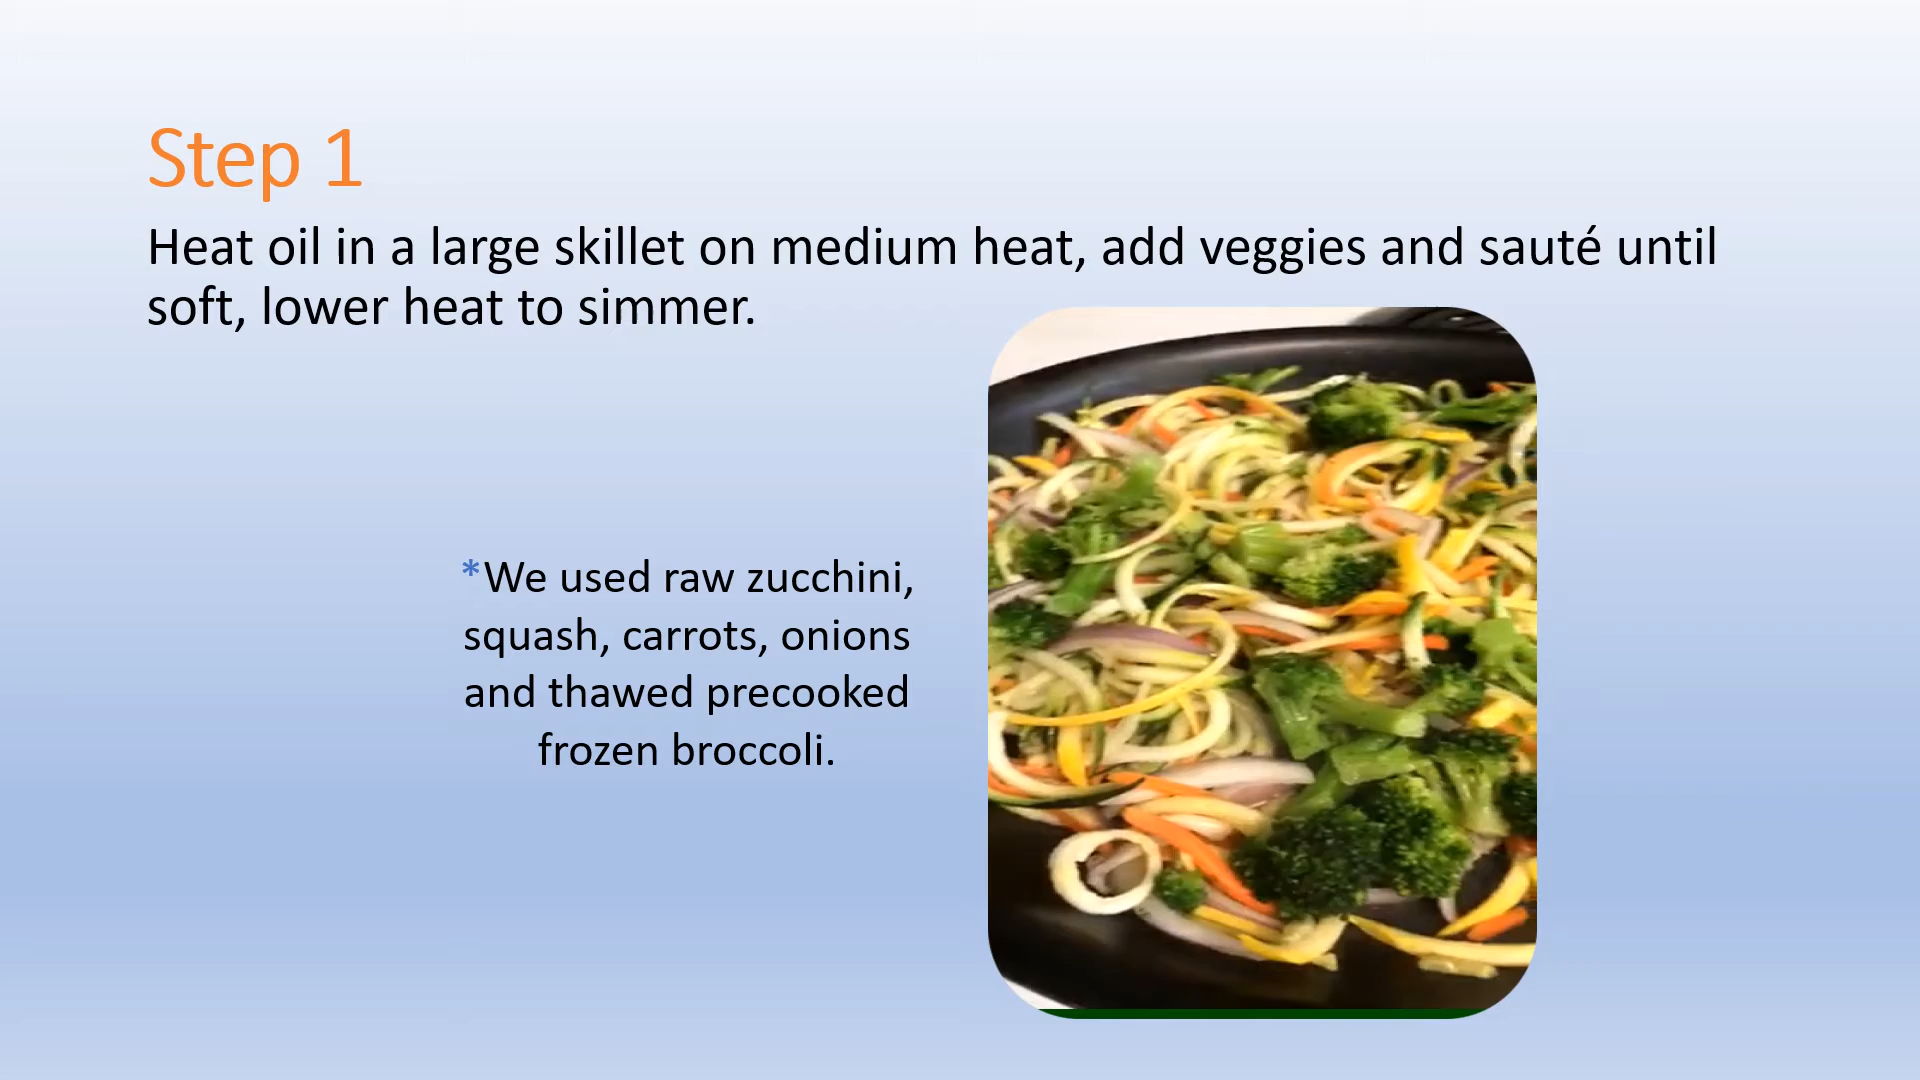 Step 1
Heat oil in a large skillet on medium heat, add veggies and sauté until
soft, lower heat to simmer.
*We used raw zucchini,
squash, carrots, onions
and thawed precooked
frozen broccoli.